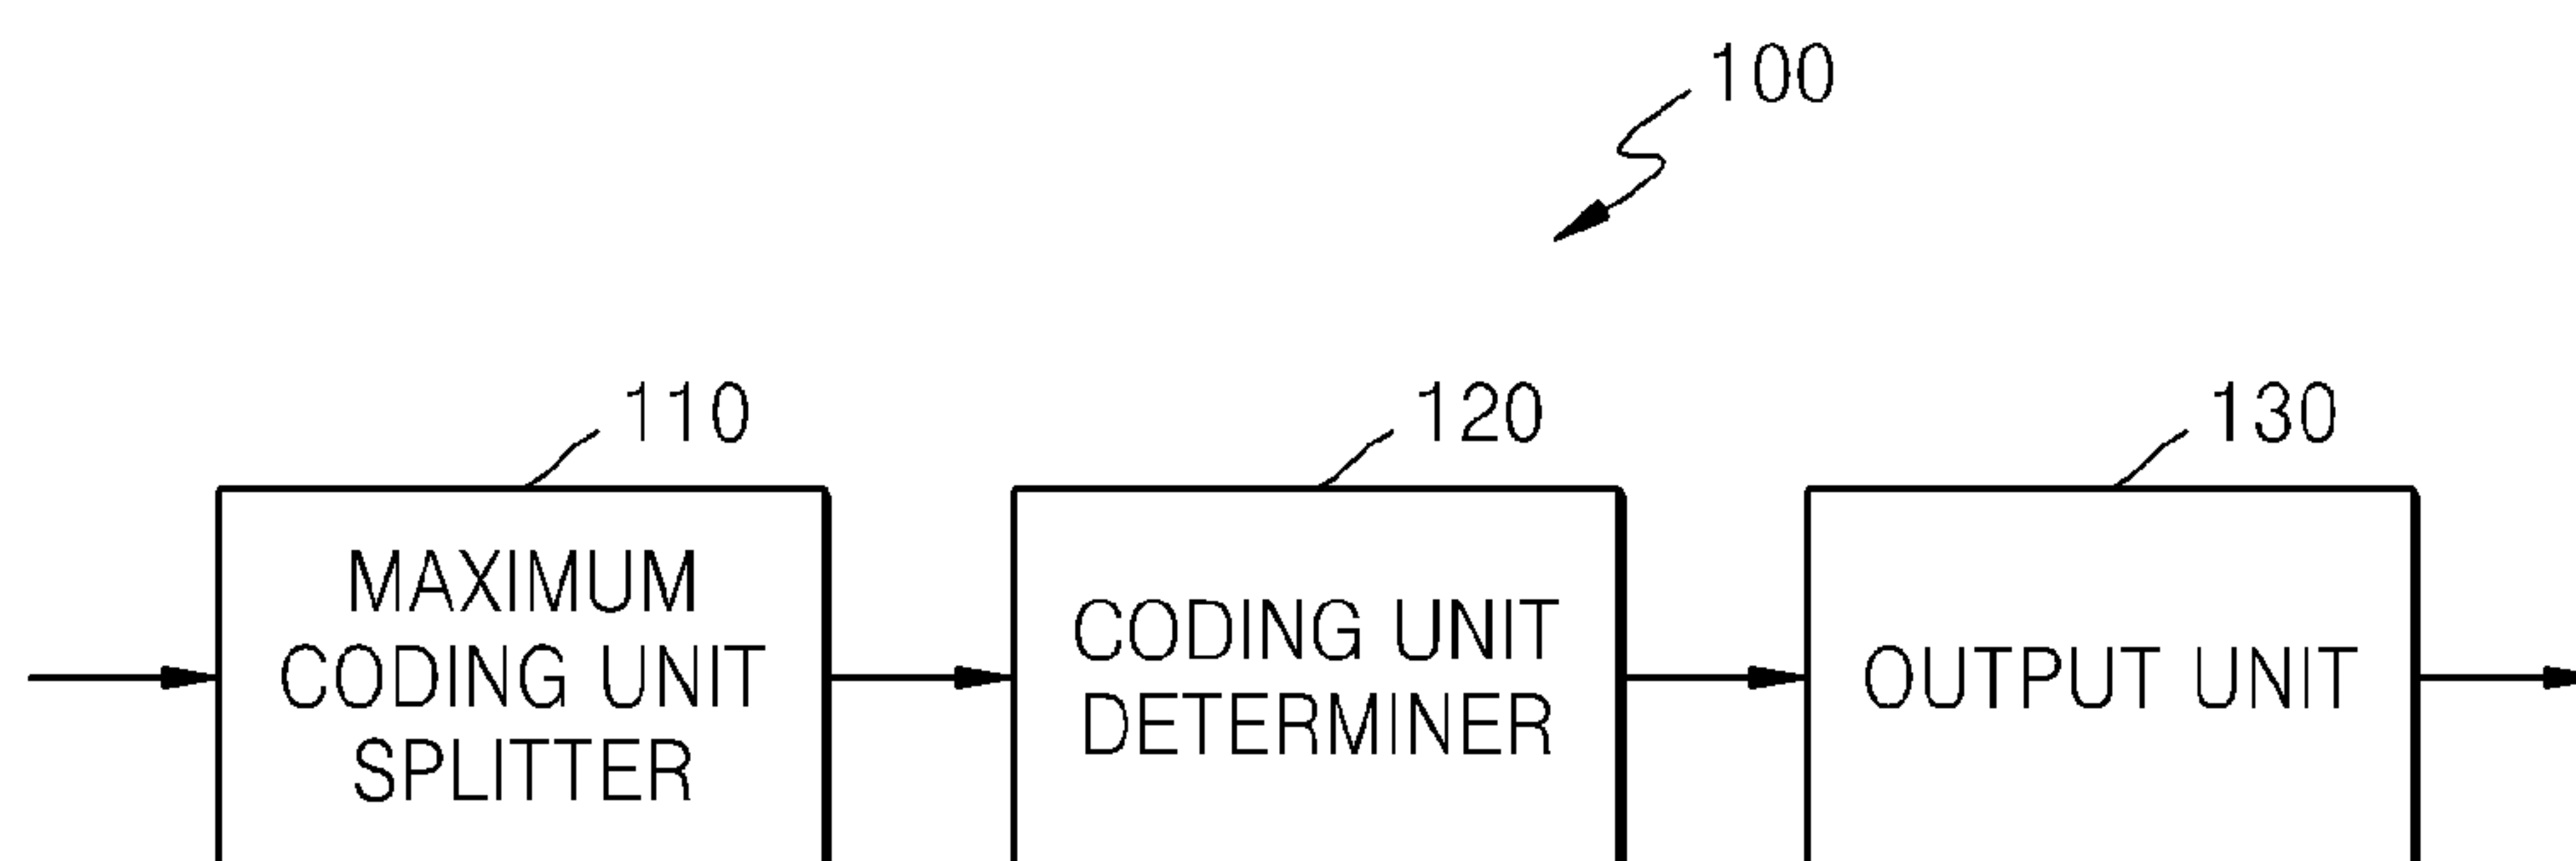 100
110
120
130
MAXIMUM
CODING UNIT
SPLITTER
CODING UNIT
DETERMINER
OUTPUT UNIT